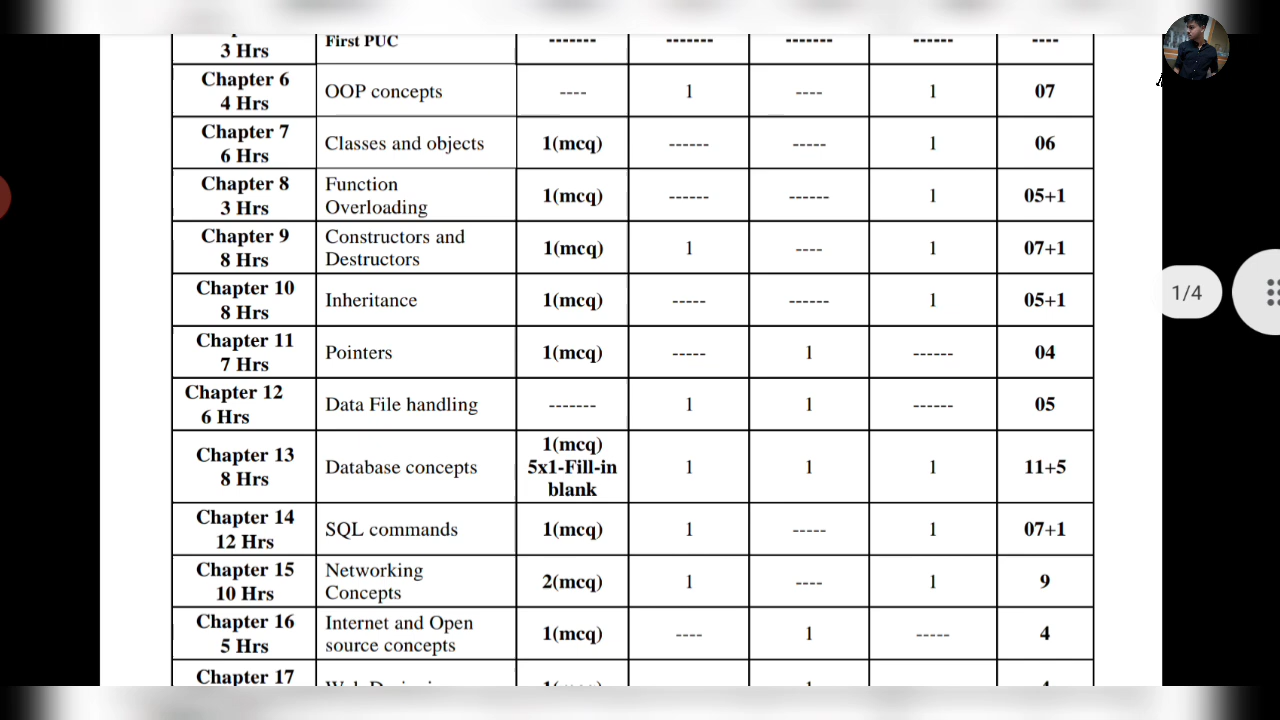 3 Hrs First PUC ------- ------- ------- ------ ----
Chapter 6
4 Hrs OOP concepts ---- 1 ---- 1 07
Chapter 7
6 Hrs Classes and objects 1(mcq) ------ ----- 1 06
Chapter 8
3 Hrs Function
Overloading 1(mcq) ------ ------ 1 05+1
Chapter 9
8 Hrs Constructors and
Destructors 1(mcq) 1 ---- 1 07+1
Chapter 10
8 Hrs Inheritance 1(mcq) ----- ------ 1 05+1
Chapter 11
7 Hrs Pointers 1(mcq) ----- 1 ------ 04
Chapter 12
6 Hrs Data File handling ------- 1 1 ------ 05
Chapter 13
8 Hrs Database concepts 1(mcq)
5x1-Fill-in
blank 1 1 1 11+5
Chapter 14
12 Hrs SQL commands 1(mcq) 1 ----- 1 07+1
Chapter 15
10 Hrs Networking
Concepts 2(mcq) 1 ---- 1 9
Chapter 16
5 Hrs Internet and Open
source concepts 1(mcq) ---- 1 ----- 4
Chapter 17
1/4